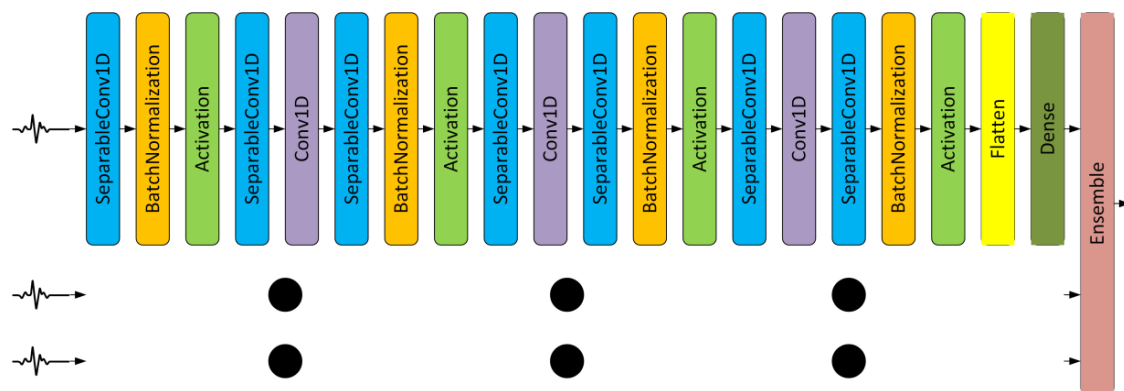 SeparableConv1D
BatchNormalization
Activation
SeparableConv1D
Conv1D
SeparableConv1D
BatchNormalization
Activation
SeparableConv1D
Conv1D
SeparableConv1D
BatchNormalization
Activation
SeparableConv1D
Conv1D
SeparableConv1D
BatchNormalization
Activation
Flatten
Dense
Ensemble